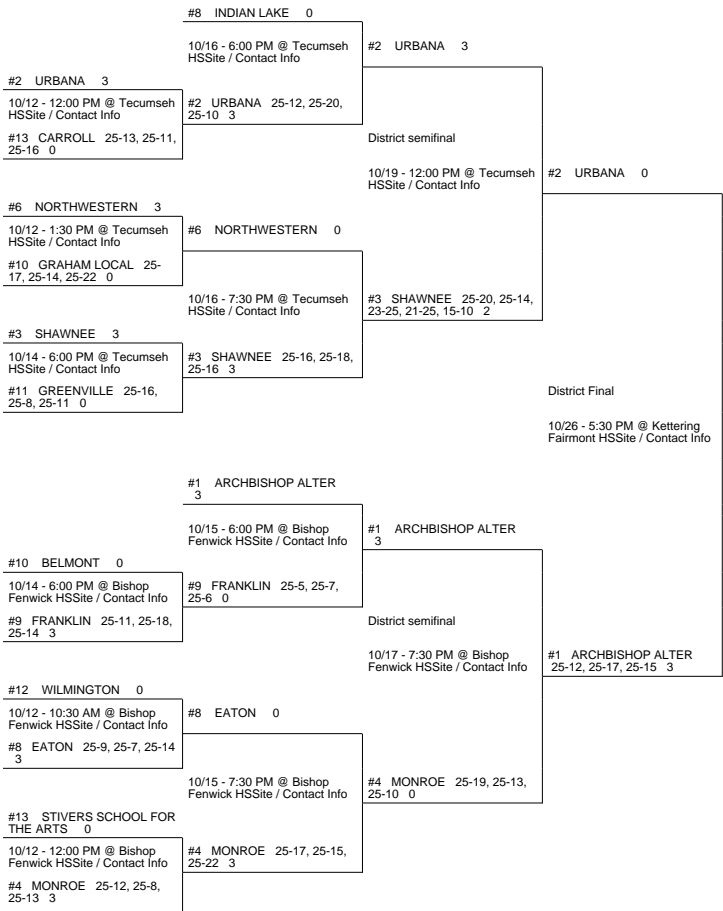 #8 INDIAN LAKE 0
10/16 - 6:00 PM @ Tecumseh
HSSite / Contact Info
#2 URBANA 3
#2 URBANA 3
10/12 - 12:00 PM @ Tecumseh
HSSite / Contact Info
#2 URBANA 25-12, 25-20,
25-10 3
#13 CARROLL 25-13, 25-11,
25-16 0
District semifinal
10/19 - 12:00 PM @ Tecumseh
HSSite / Contact Info
#2 URBANA 0
#6 NORTHWESTERN 3
10/12 - 1:30 PM @ Tecumseh
HSSite / Contact Info
#6 NORTHWESTERN 0
#10 GRAHAM LOCAL 25-
17, 25-14, 25-22 0
10/16 - 7:30 PM @ Tecumseh
HSSite / Contact Info
#3 SHAWNEE 25-20, 25-14,
23-25, 21-25, 15-10 2
#3 SHAWNEE 3
10/14 - 6:00 PM @ Tecumseh
HSSite / Contact Info
#3 SHAWNEE 25-16, 25-18,
25-16 3
#11 GREENVILLE 25-16,
25-8, 25-11 0
District Final
10/26 - 5:30 PM @ Kettering
Fairmont HSSite / Contact Info
#1 ARCHBISHOP ALTER
3
10/15 - 6:00 PM @ Bishop
Fenwick HSSite / Contact Info
#1 ARCHBISHOP ALTER
3
#10 BELMONT 0
10/14 - 6:00 PM @ Bishop
Fenwick HSSite / Contact Info
#9 FRANKLIN 25-5, 25-7,
25-6 0
#9 FRANKLIN 25-11, 25-18,
25-14 3
District semifinal
10/17 - 7:30 PM @ Bishop
Fenwick HSSite / Contact Info
#1 ARCHBISHOP ALTER
25-12, 25-17, 25-15 3
#12 WILMINGTON 0
10/12 - 10:30 AM @ Bishop
Fenwick HSSite / Contact Info
#8 EATON 0
#8 EATON 25-9, 25-7, 25-14
3
10/15 - 7:30 PM @ Bishop
Fenwick HSSite / Contact Info
#4 MONROE 25-19, 25-13,
25-10 0
#13 STIVERS SCHOOL FOR
THE ARTS 0
10/12 - 12:00 PM @ Bishop
Fenwick HSSite / Contact Info
#4 MONROE 25-17, 25-15,
25-22 3
#4 MONROE 25-12, 25-8,
25-13 3